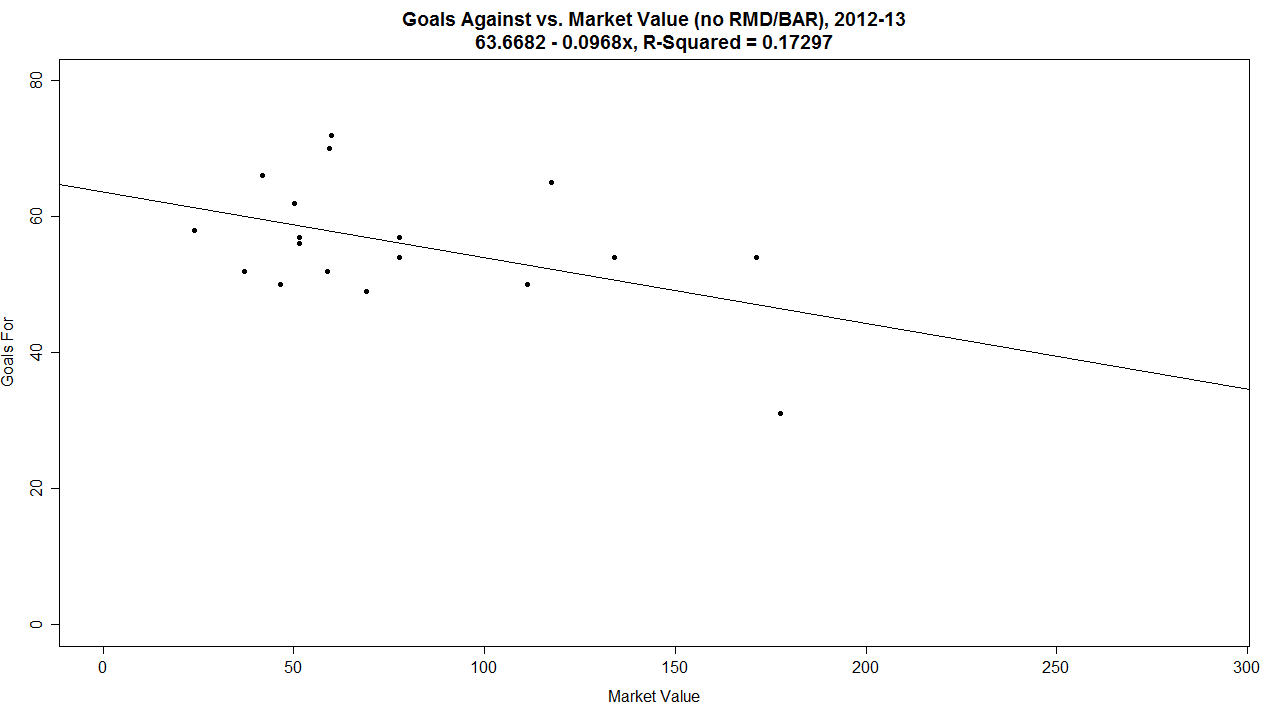 Goals Against vs. Market Value (no RMD/BAR), 2012-13
63.6682 - 0.0968x, R-Squared = 0.17297
80
60
40
20
0
Goals For
0 50 100 150 200 250 300
Market Value